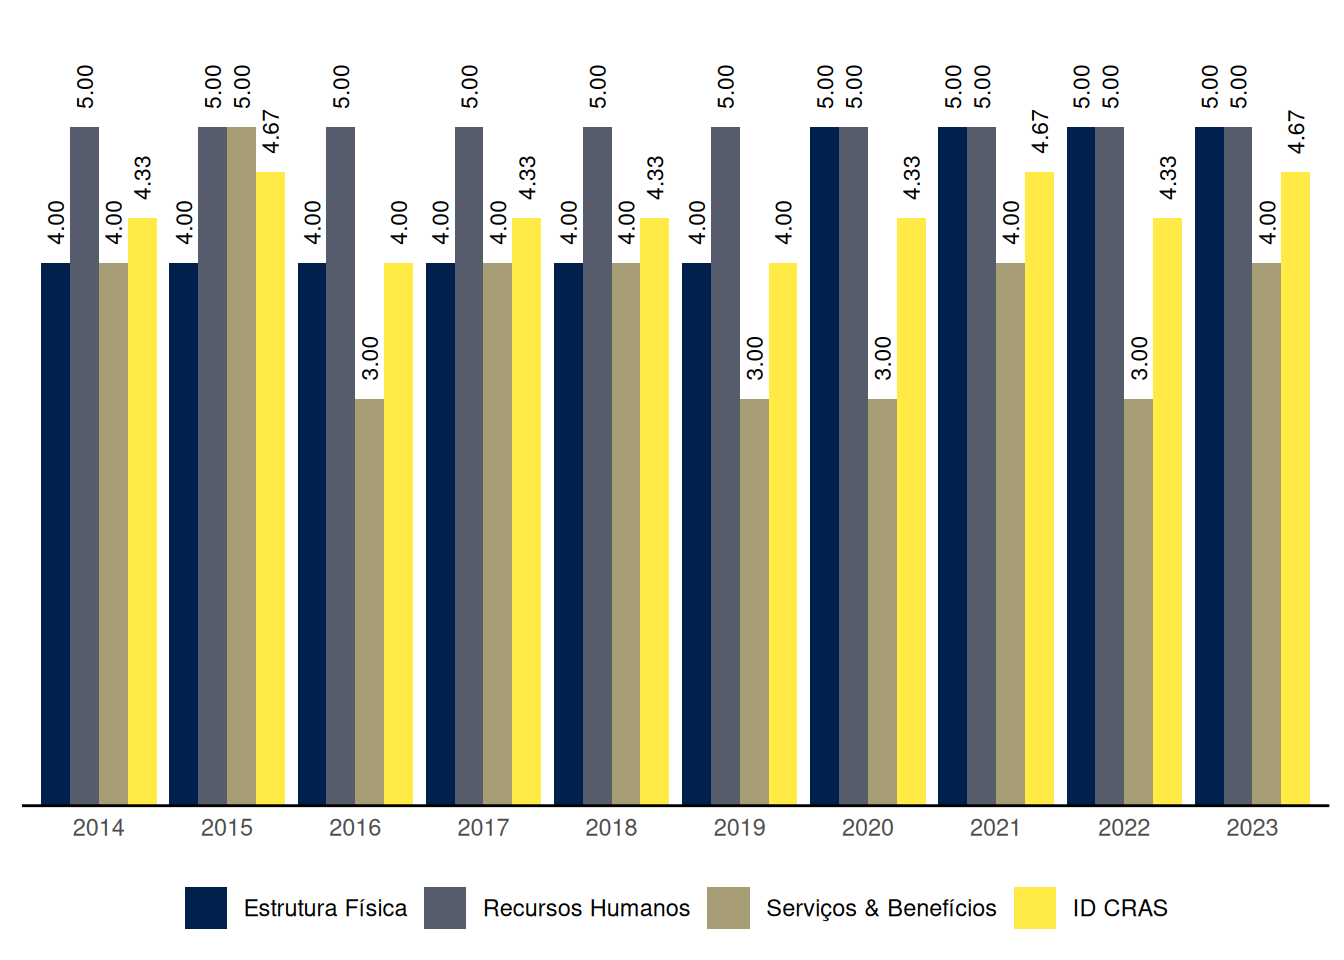 4.00 5.00 4.00 4.33 4.00 5.00 5.00 4.67 4.00 5.00 3.00 4.00 4.00 5.00 4.00 4.33 4.00 5.00 4.00 4.33 4.00 5.00 3.00 4.00 5.00 5.00 3.00 4.33 5.00 5.00 4.00 4.67 5.00 5.00 3.00 4.33 5.00 5.00 4.00 4.67
2014 2015 2016 2017 2018 2019 2020 2021 2022 2023
Estrutura Física Recursos Humanos Serviços & Benefícios ID CRAS